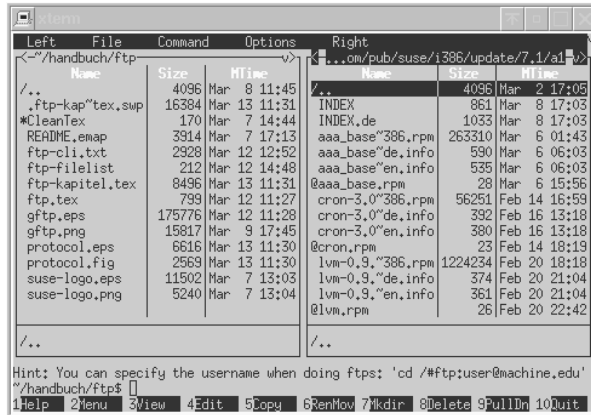 xterm
Left File Command Options Right
<-~/handbuch/ftp v> <-...om/pub/suse/i386/update/7.1/a1-v>
Name Size MTime Name Size MTime
/.. 4096 Mar 8 11:45 /.. 4096 Mar 2 17:05
.ftp-kap~tex.swp 16384 Mar 13 11:31 INDEX 861 Mar 8 17:03
*CleanTex 170 Mar 7 14:44 INDEX.de 1033 Mar 8 17:03
README.emap 3914 Mar 7 17:13 aaa_base~386.rpm 263310 Mar 6 01:43
ftp-cli.txt 2928 Mar 12 12:52 aaa_base~de.info 590 Mar 6 06:03
ftp-filelist 212 Mar 12 14:48 aaa_base~en.info 535 Mar 6 06:03
ftp-kapitel.tex 8496 Mar 13 11:31 @aaa_base.rpm 28 Mar 6 15:56
ftp.tex 799 Mar 12 11:27 cron-3.0~386.rpm 56251 Feb 14 16:59
gftp.eps 175776 Mar 12 11:28 cron-3.0~de.info 392 Feb 16 13:18
gftp.png 15817 Mar 9 17:45 cron-3.0~en.info 380 Feb 16 13:18
protocol.eps 6616 Mar 13 11:30 @cron.rpm 23 Feb 14 18:19
protocol.fig 2569 Mar 13 11:30 lvm-0.9.~386.rpm 1224234 Feb 20 18:18
suse-logo.eps 11502 Mar 7 13:03 lvm-0.9.~de.info 374 Feb 20 21:04
suse-logo.png 5240 Mar 7 13:04 lvm-0.9.~en.info 361 Feb 20 21:04
@lvm.rpm 26 Feb 20 22:42
/.. /..
Hint: You can specify the username when doing ftps: 'cd /#ftp:user@machine.edu'
~/handbuch/ftp$
1Help 2Menu 3View 4Edit 5Copy 6RenMov 7Mkdir 8Delete 9PullDn 10Quit